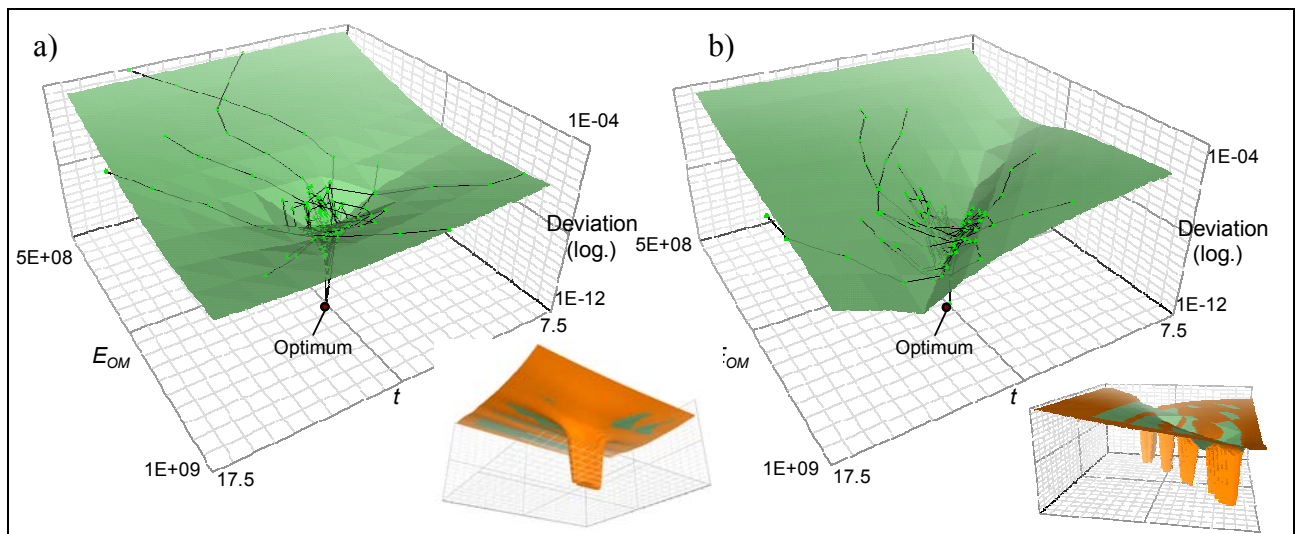 a)
1E-04
Deviation
(log.)
5E+08
1E-12
7.5
Optimum
E_OM
t
1E+09
17.5
b)
1E-04
Deviation
(log.)
5E+08
1E-12
7.5
Optimum
E_OM
t
1E+09
17.5